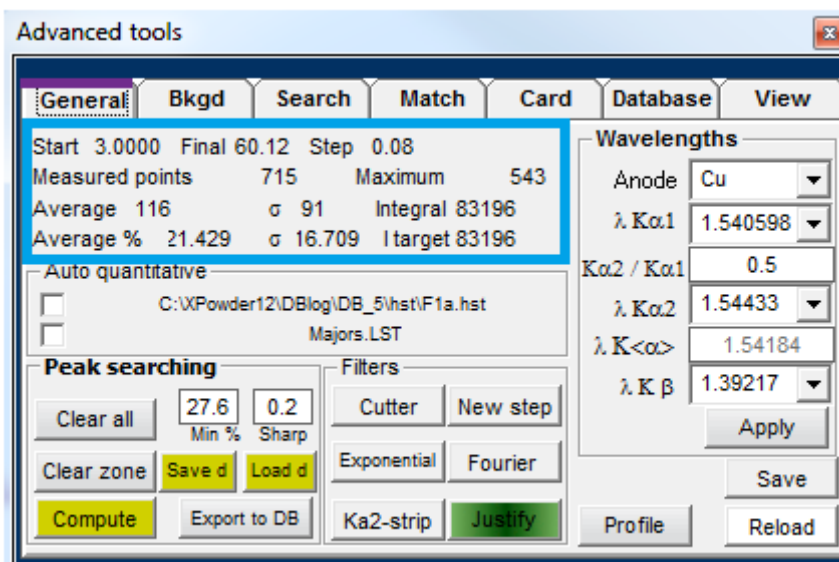 Advanced tools
General Bkgd Search Match Card Database View
Start 3.0000 Final 60.12 Step 0.08
Measured points 715 Maximum 543
Average 116 σ 91 Integral 83196
Average % 21.429 σ 16.709 I target 83196
Auto quantitative
C:\XPowder12\DBlog\DB_5\hst\F1a.hst
Majors.LST
Peak searching
Clear all 27.6 0.2
Min % Sharp
Clear zone Save d Load d
Compute Export to DB
Filters
Cutter New step
Exponential Fourier
Ka2-strip Justify
Wavelengths
Anode Cu
λ Kα1 1.540598
Kα2 / Kα1 0.5
λ Kα2 1.54433
λ K<α> 1.54184
λ K β 1.39217
Apply
Save
Profile Reload